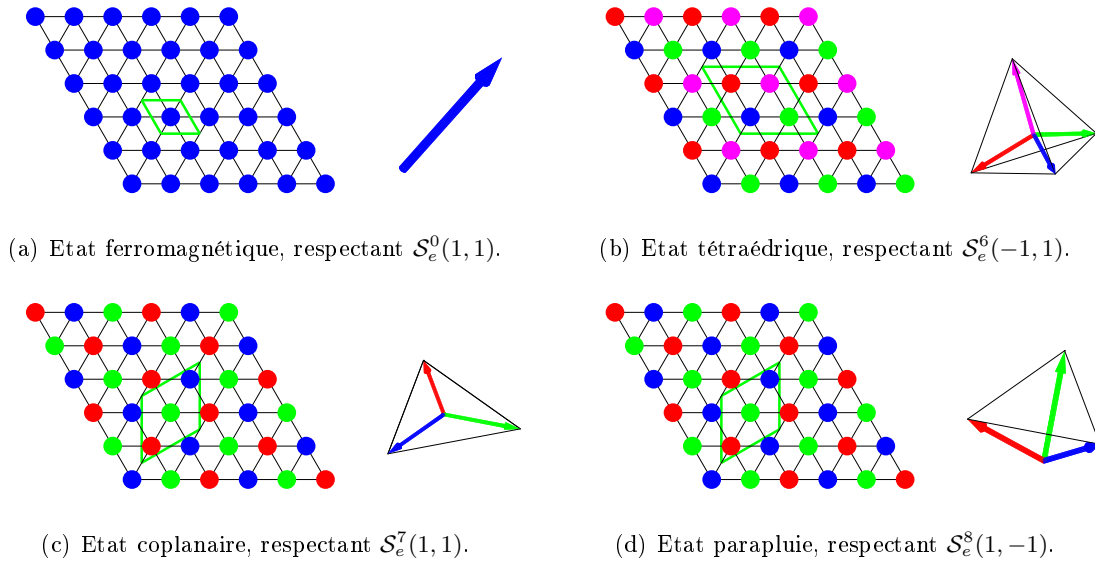 (a) Etat ferromagnétique, respectant $\mathcal{S}_e^0(1,1)$.
(b) Etat tétraédrique, respectant $\mathcal{S}_e^6(-1,1)$.
(c) Etat coplanaire, respectant $\mathcal{S}_e^7(1,1)$.
(d) Etat parapluie, respectant $\mathcal{S}_e^8(1,-1)$.